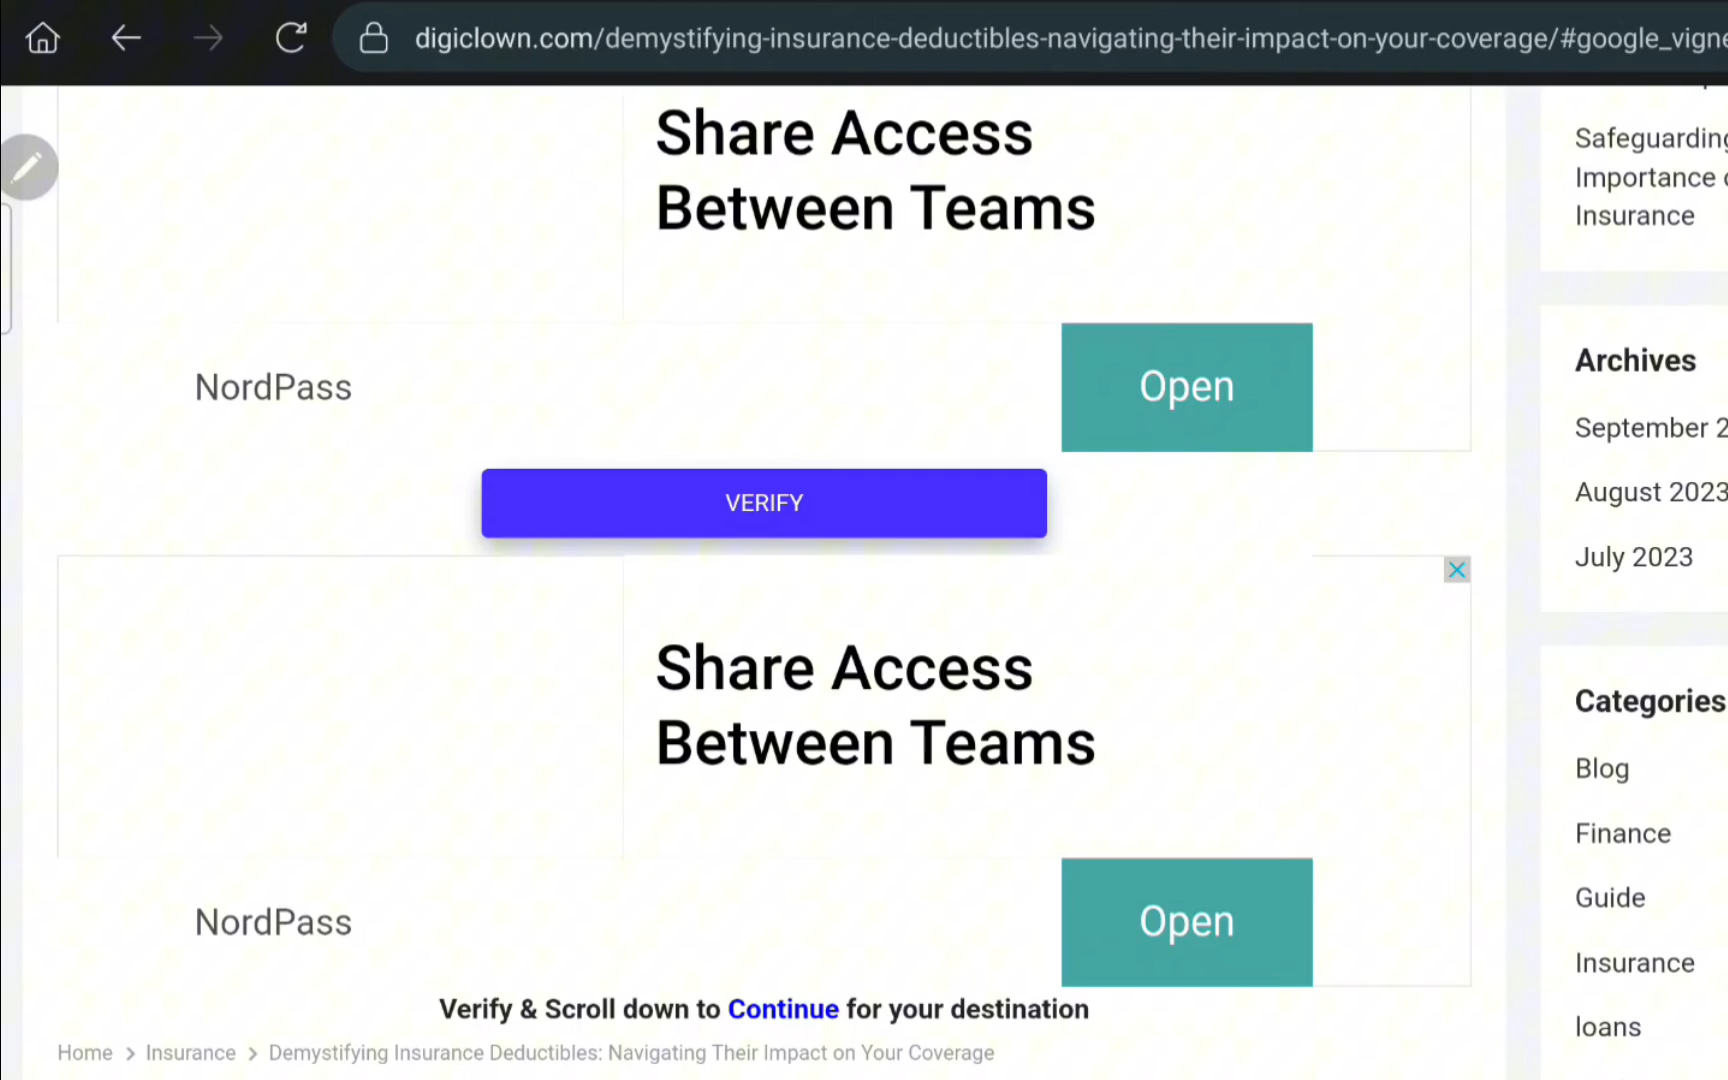 digiclown.com/demystifying-insurance-deductibles-navigating-their-impact-on-your-coverage/#google_vigne
Share Access
Between Teams
NordPass
Open
VERIFY
Share Access
Between Teams
NordPass
Open
Verify & Scroll down to Continue for your destination
Home > Insurance > Demystifying Insurance Deductibles: Navigating Their Impact on Your Coverage
Safeguarding
Importance
Insurance
Archives
September 2
August 2023
July 2023
Categories
Blog
Finance
Guide
Insurance
loans